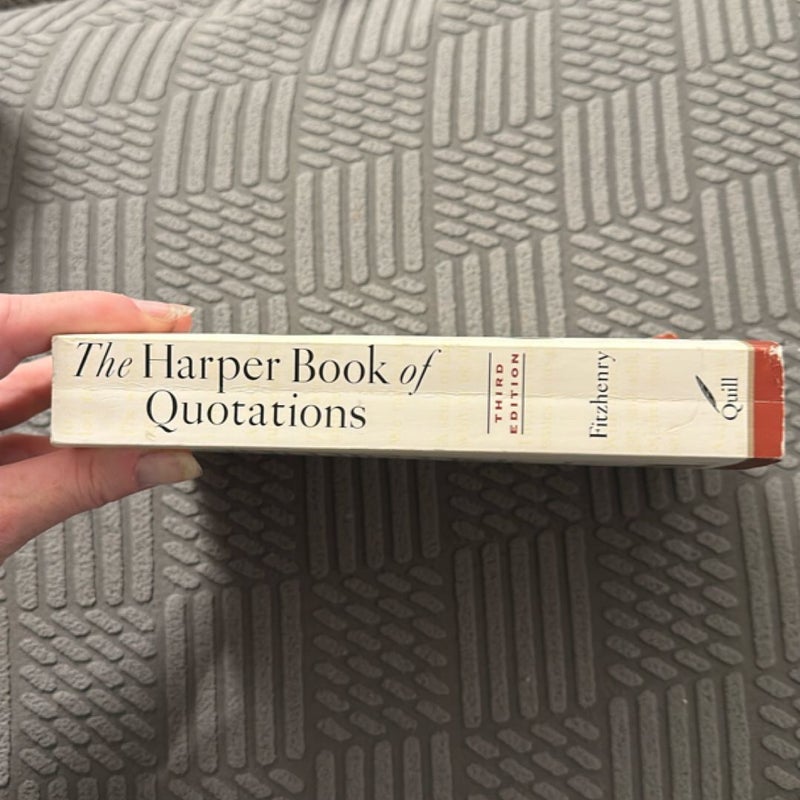 The Harper Book of
Quotations
THIRD
EDITION
Fitzhenry
Quill